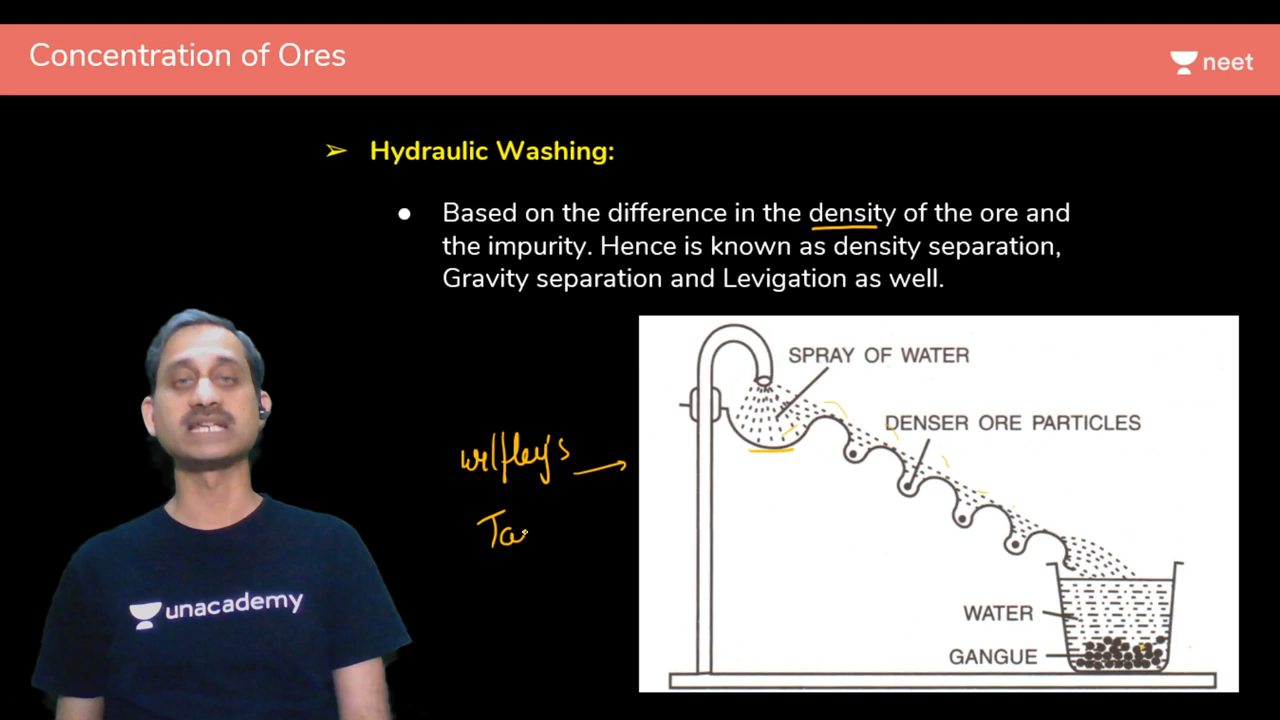 Concentration of Ores
neet
➢ Hydraulic Washing:
● Based on the difference in the density of the ore and
the impurity. Hence is known as density separation,
Gravity separation and Levigation as well.
SPRAY OF WATER
DENSER ORE PARTICLES
wilfley's
Ta
unacademy
WATER
GANGUE